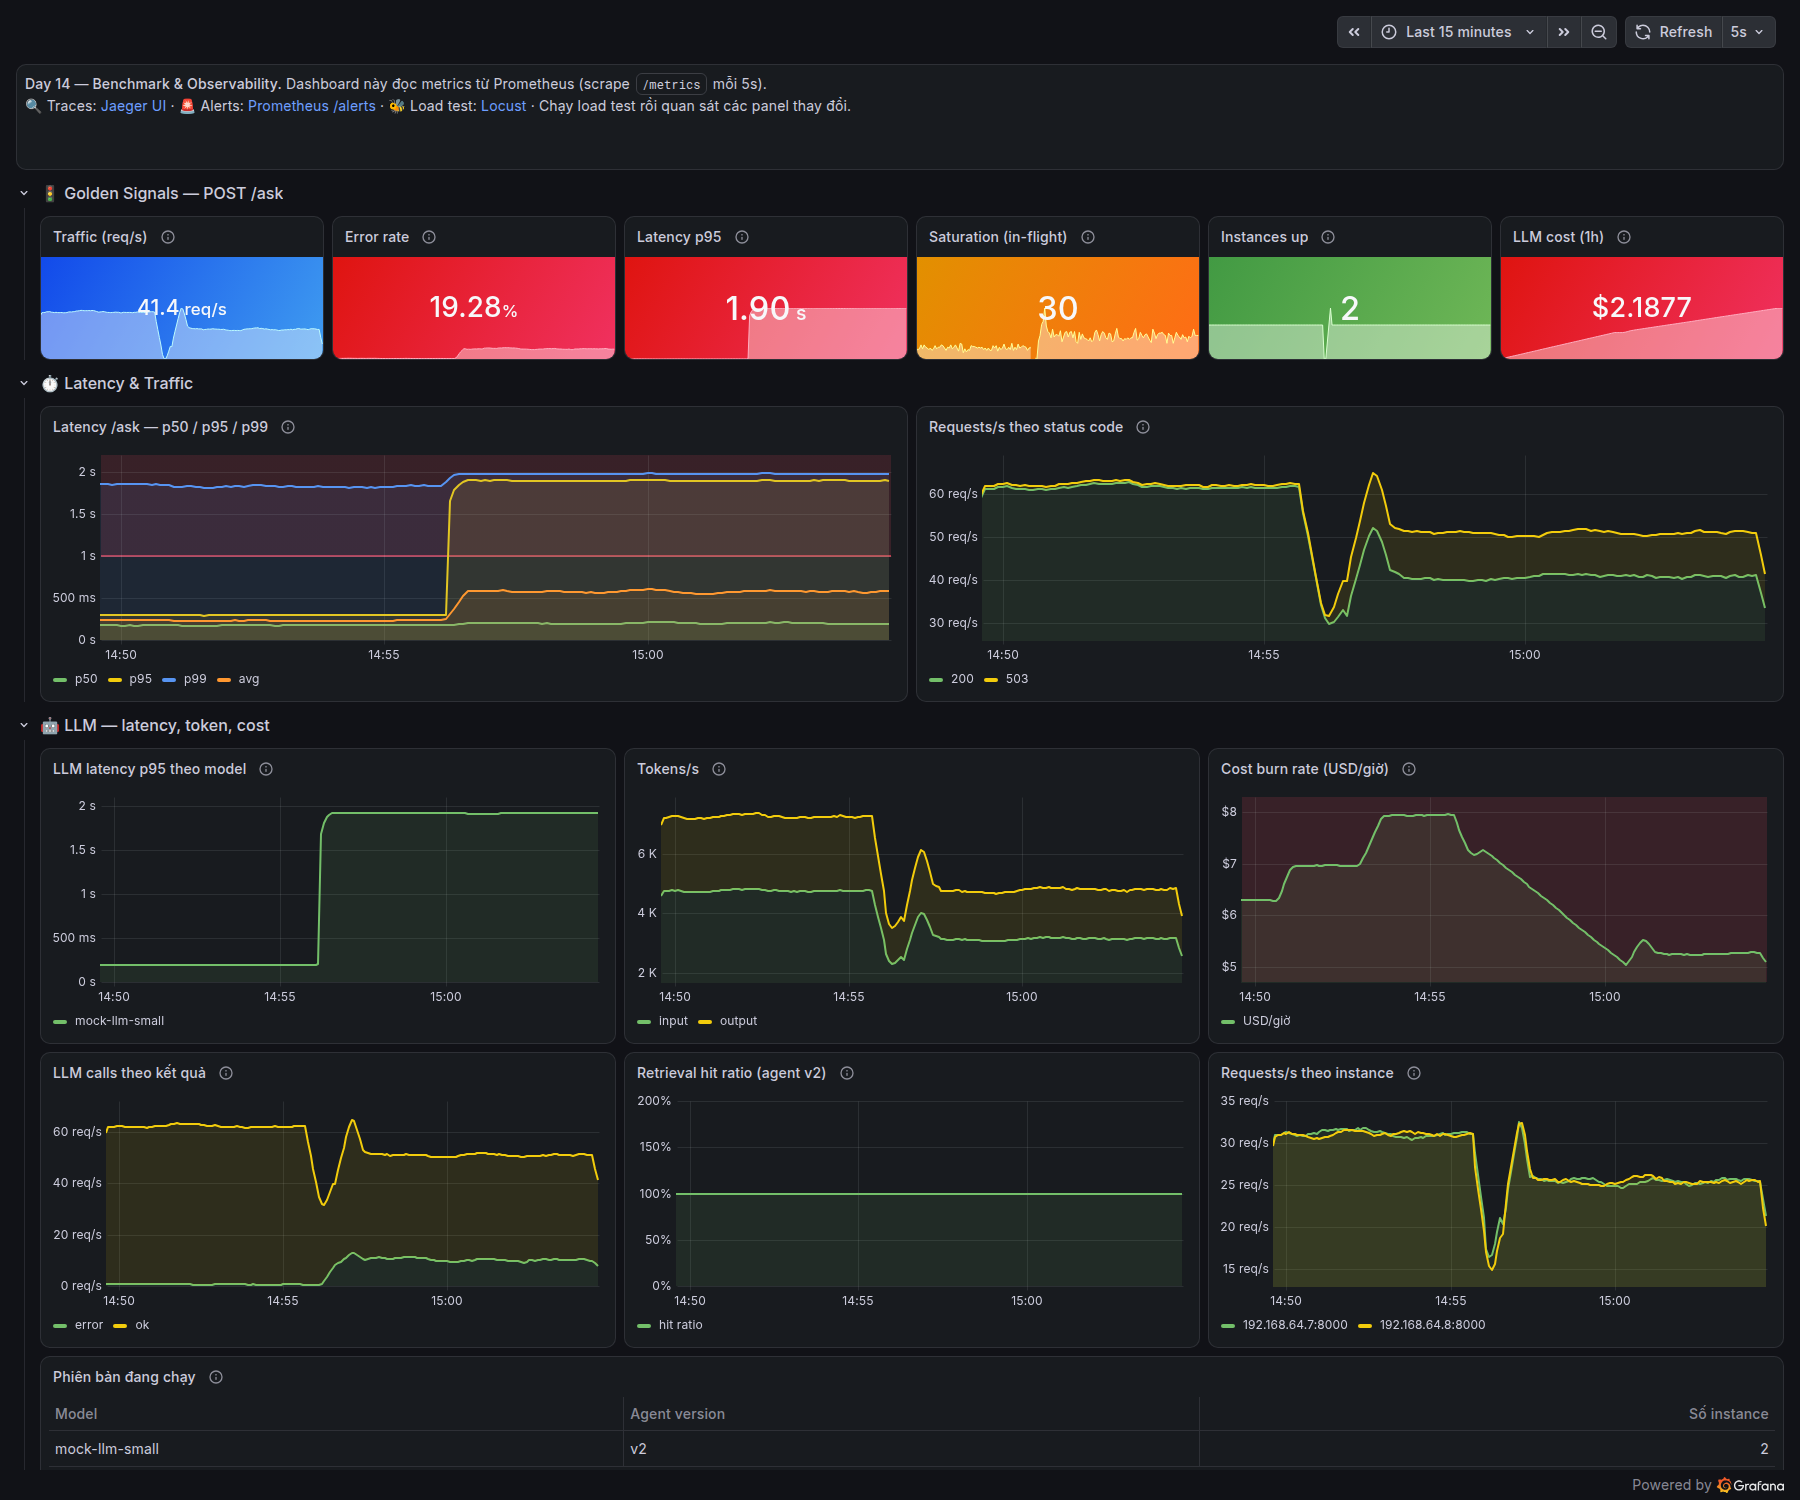 Last 15 minutes
Refresh
5s
Day 14 — Benchmark & Observability. Dashboard này đọc metrics từ Prometheus (scrape /metrics mỗi 5s).
🔍 Traces: Jaeger UI · 🚨 Alerts: Prometheus /alerts · 🐝 Load test: Locust · Chạy load test rồi quan sát các panel thay đổi.
🚦 Golden Signals — POST /ask
Traffic (req/s)
41.4 req/s
Error rate
19.28%
Latency p95
1.90 s
Saturation (in-flight)
30
Instances up
2
LLM cost (1h)
$2.1877
⏱️ Latency & Traffic
Latency /ask — p50 / p95 / p99
2 s
1.5 s
1 s
500 ms
0 s
14:50
14:55
15:00
p50
p95
p99
avg
Requests/s theo status code
60 req/s
50 req/s
40 req/s
30 req/s
14:50
14:55
15:00
200
503
🤖 LLM — latency, token, cost
LLM latency p95 theo model
2 s
1.5 s
1 s
500 ms
0 s
14:50
14:55
15:00
mock-llm-small
Tokens/s
6 K
4 K
2 K
14:50
14:55
15:00
input
output
Cost burn rate (USD/giờ)
$8
$7
$6
$5
14:50
14:55
15:00
USD/giờ
LLM calls theo kết quả
60 req/s
40 req/s
20 req/s
0 req/s
14:50
14:55
15:00
error
ok
Retrieval hit ratio (agent v2)
200%
150%
100%
50%
0%
14:50
14:55
15:00
hit ratio
Requests/s theo instance
35 req/s
30 req/s
25 req/s
20 req/s
15 req/s
14:50
14:55
15:00
192.168.64.7:8000
192.168.64.8:8000
Phiên bản đang chạy
Model
Agent version
Số instance
mock-llm-small
v2
2
Powered by Grafana